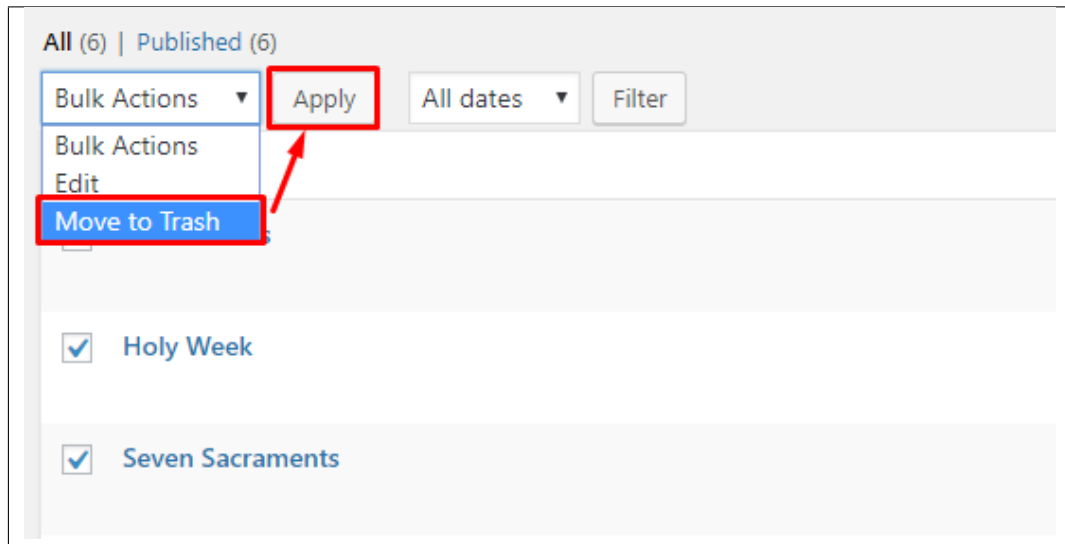 All (6) | Published (6)
Bulk Actions ▼ Apply All dates ▼ Filter
Bulk Actions
Edit
Move to Trash
Holy Week
Seven Sacraments